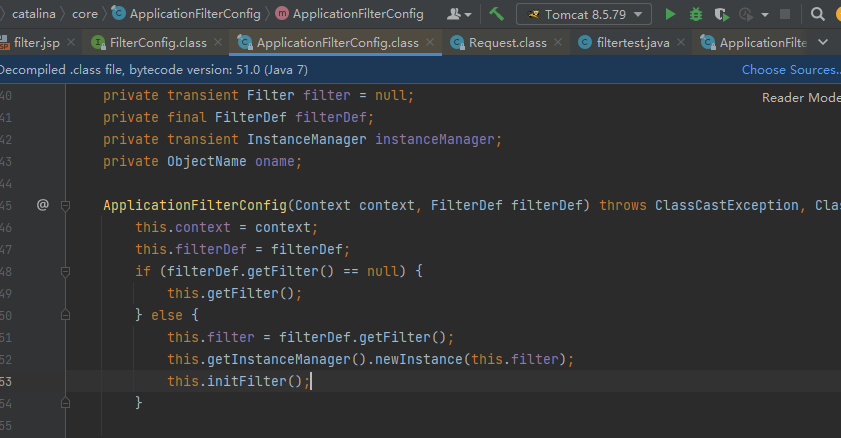 catalina › core › ApplicationFilterConfig › ApplicationFilterConfig Tomcat 8.5.79
filter.jsp FilterConfig.class ApplicationFilterConfig.class Request.class filtertest.java ApplicationFilte
Decompiled .class file, bytecode version: 51.0 (Java 7) Choose Sources...
Reader Mode
40 private transient Filter filter = null;
41 private final FilterDef filterDef;
42 private transient InstanceManager instanceManager;
43 private ObjectName oname;
44
45 @ ApplicationFilterConfig(Context context, FilterDef filterDef) throws ClassCastException, Cla
46 this.context = context;
47 this.filterDef = filterDef;
48 if (filterDef.getFilter() == null) {
49 this.getFilter();
50 } else {
51 this.filter = filterDef.getFilter();
52 this.getInstanceManager().newInstance(this.filter);
53 this.initFilter();
54 }
55